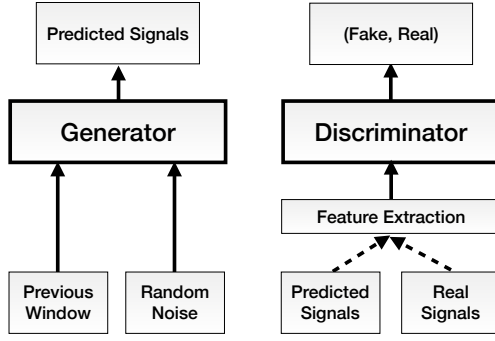 Predicted Signals
Generator
Previous
Window
Random
Noise
(Fake, Real)
Discriminator
Feature Extraction
Predicted
Signals
Real
Signals